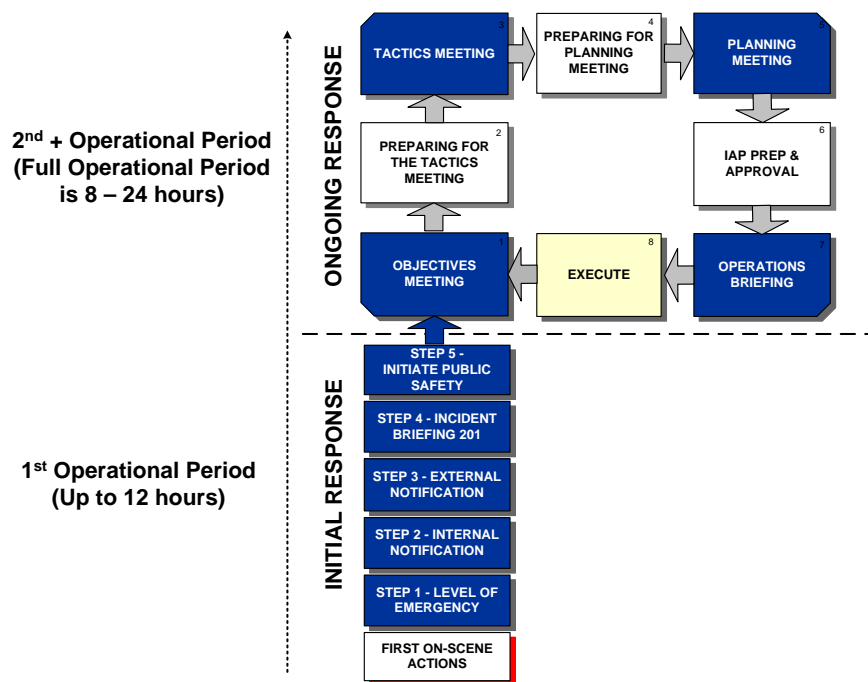 3
TACTICS MEETING
4
PREPARING FOR
PLANNING
MEETING
5
PLANNING
MEETING
2nd + Operational Period
(Full Operational Period
is 8 – 24 hours)
ONGOING RESPONSE
2
PREPARING FOR
THE TACTICS
MEETING
6
IAP PREP &
APPROVAL
1
OBJECTIVES
MEETING
8
EXECUTE
7
OPERATIONS
BRIEFING
1st Operational Period
(Up to 12 hours)
INITIAL RESPONSE
STEP 5 -
INITIATE PUBLIC
SAFETY
STEP 4 - INCIDENT
BRIEFING 201
STEP 3 - EXTERNAL
NOTIFICATION
STEP 2 - INTERNAL
NOTIFICATION
STEP 1 - LEVEL OF
EMERGENCY
FIRST ON-SCENE
ACTIONS